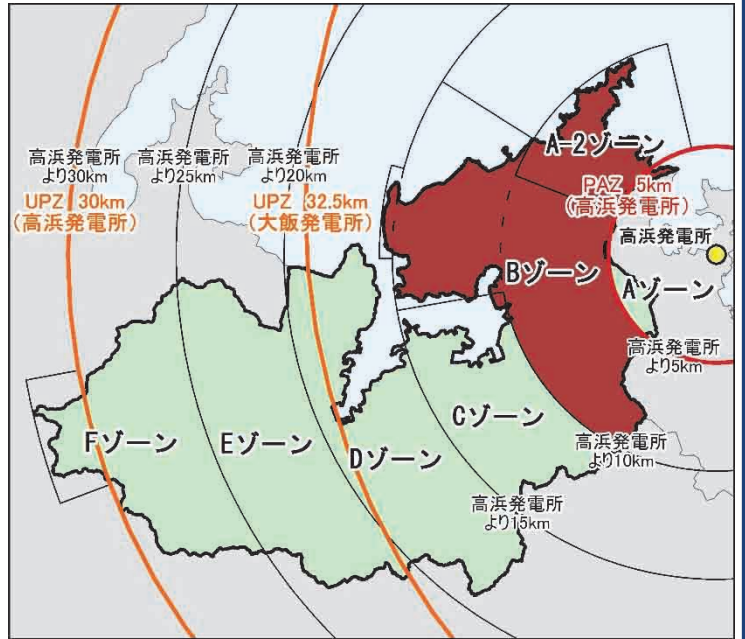 A-2ゾーン
高浜発電所
より30km
高浜発電所
より25km
高浜発電所
より20km
UPZ 30km
(高浜発電所)
UPZ 32.5km
(大飯発電所)
PAZ 5km
(高浜発電所)
高浜発電所
Bゾーン
Aゾーン
高浜発電所
より5km
Cゾーン
Fゾーン
Eゾーン
Dゾーン
高浜発電所
より10km
高浜発電所
より15km